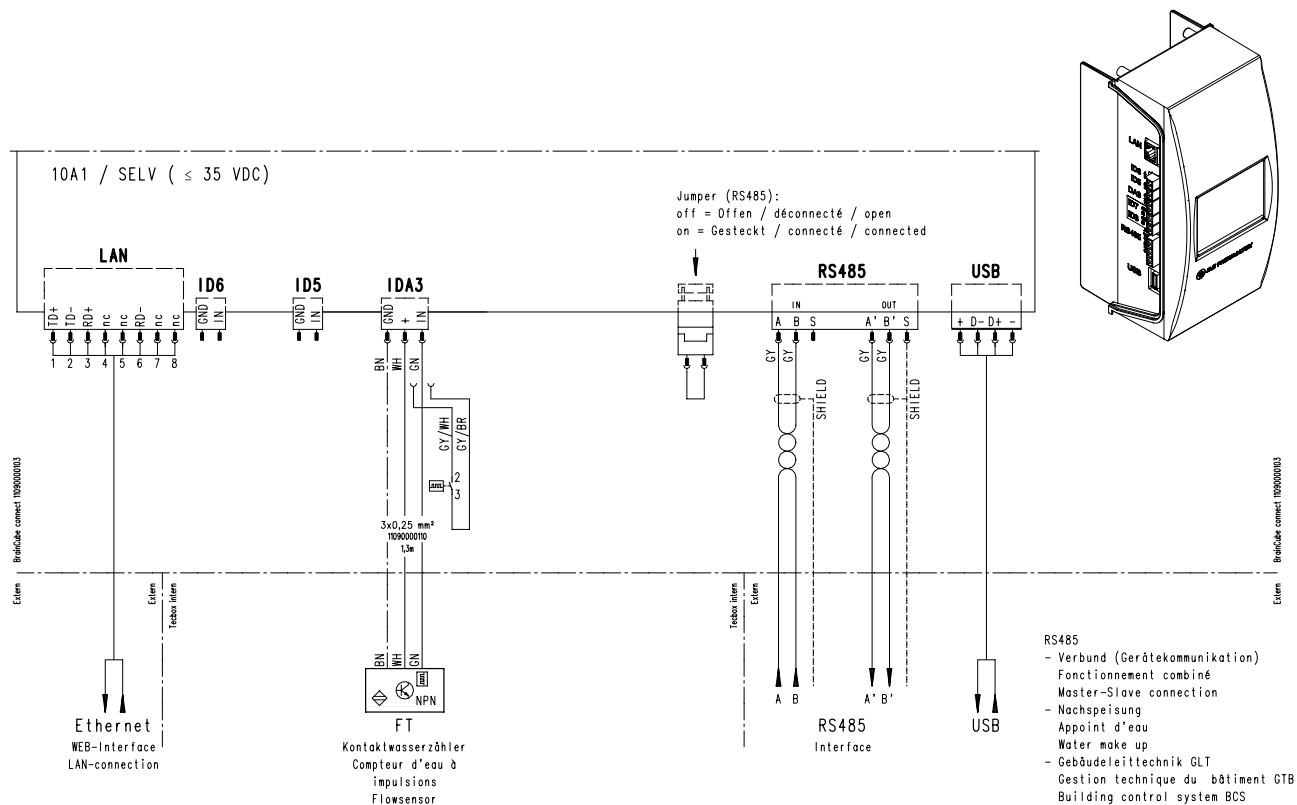 10A1 / SELV ( ≤ 35 VDC)
Jumper (RS485):
off = Offen / déconnecté / open
on = Gesteckt / connecté / connected
LAN
ID6
ID5
IDA3
RS485
USB
TD+
TD-
RD+
nc
nc
RD-
nc
nc
GND
IN
GND
IN
GND
+
IN
IN
OUT
A B S A' B' S
+ D- D+ -
1 2 3 4 5 6 7 8
BN
WH
GN
GY
GY
GY
GY
SHIELD
SHIELD
GY/WH
GY/BR
2
3
3x0,25 mm²
11090000110
1,3m
BrainCube connect 11090000103
BrainCube connect 11090000103
Extern
Extern
Tecbox intern
Tecbox intern
Extern
Extern
BN
WH
GN
NPN
A B
A' B'
Ethernet
WEB-Interface
LAN-connection
FT
Kontaktwasserzähler
Compteur d'eau à
impulsions
Flowsensor
RS485
Interface
USB
RS485
- Verbund (Gerätekommunikation)
Fonctionnement combiné
Master-Slave connection
- Nachspeisung
Appoint d'eau
Water make up
- Gebäudeleittechnik GLT
Gestion technique du bâtiment GTB
Building control system BCS
LAN
RS485
USB